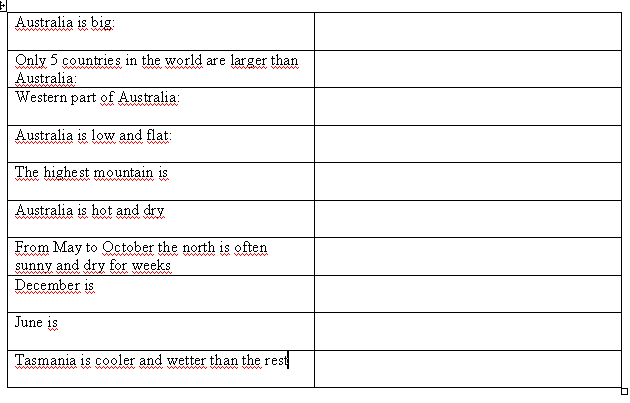 Australia is big:
Only 5 countries in the world are larger than
Australia:
Western part of Australia:
Australia is low and flat:
The highest mountain is
Australia is hot and dry
From May to October the north is often
sunny and dry for weeks
December is
June is
Tasmania is cooler and wetter than the rest